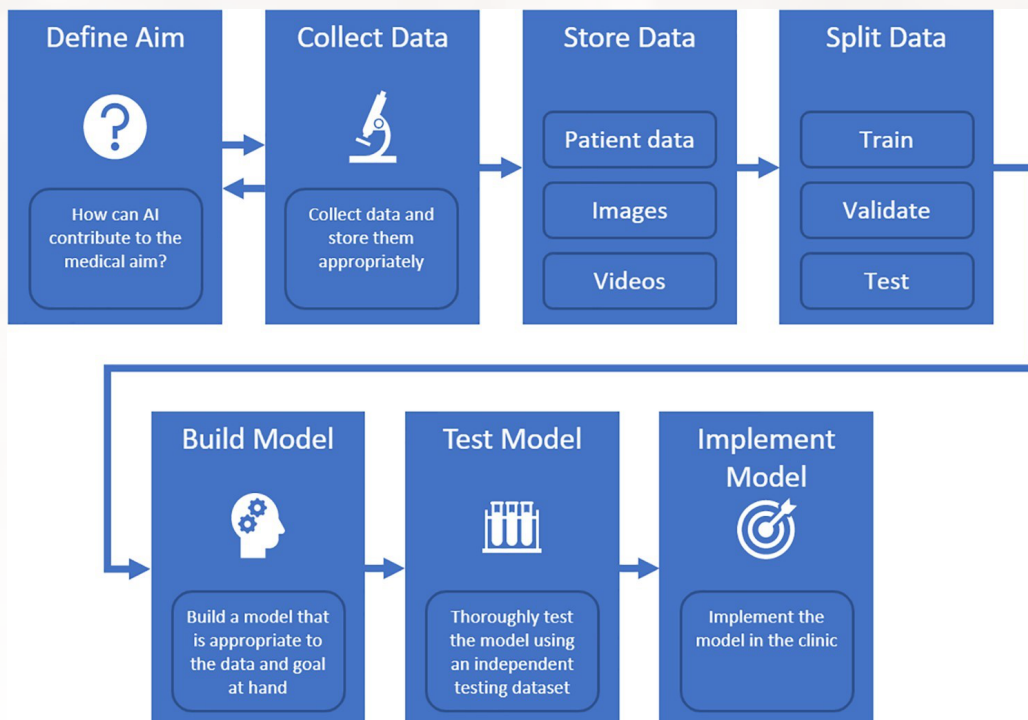 Define Aim
How can AI
contribute to the
medical aim?
Collect Data
Collect data and
store them
appropriately
Store Data
Patient data
Images
Videos
Split Data
Train
Validate
Test
Build Model
Build a model that
is appropriate to
the data and goal
at hand
Test Model
Thoroughly test
the model using
an independent
testing dataset
Implement
Model
Implement the
model in the clinic